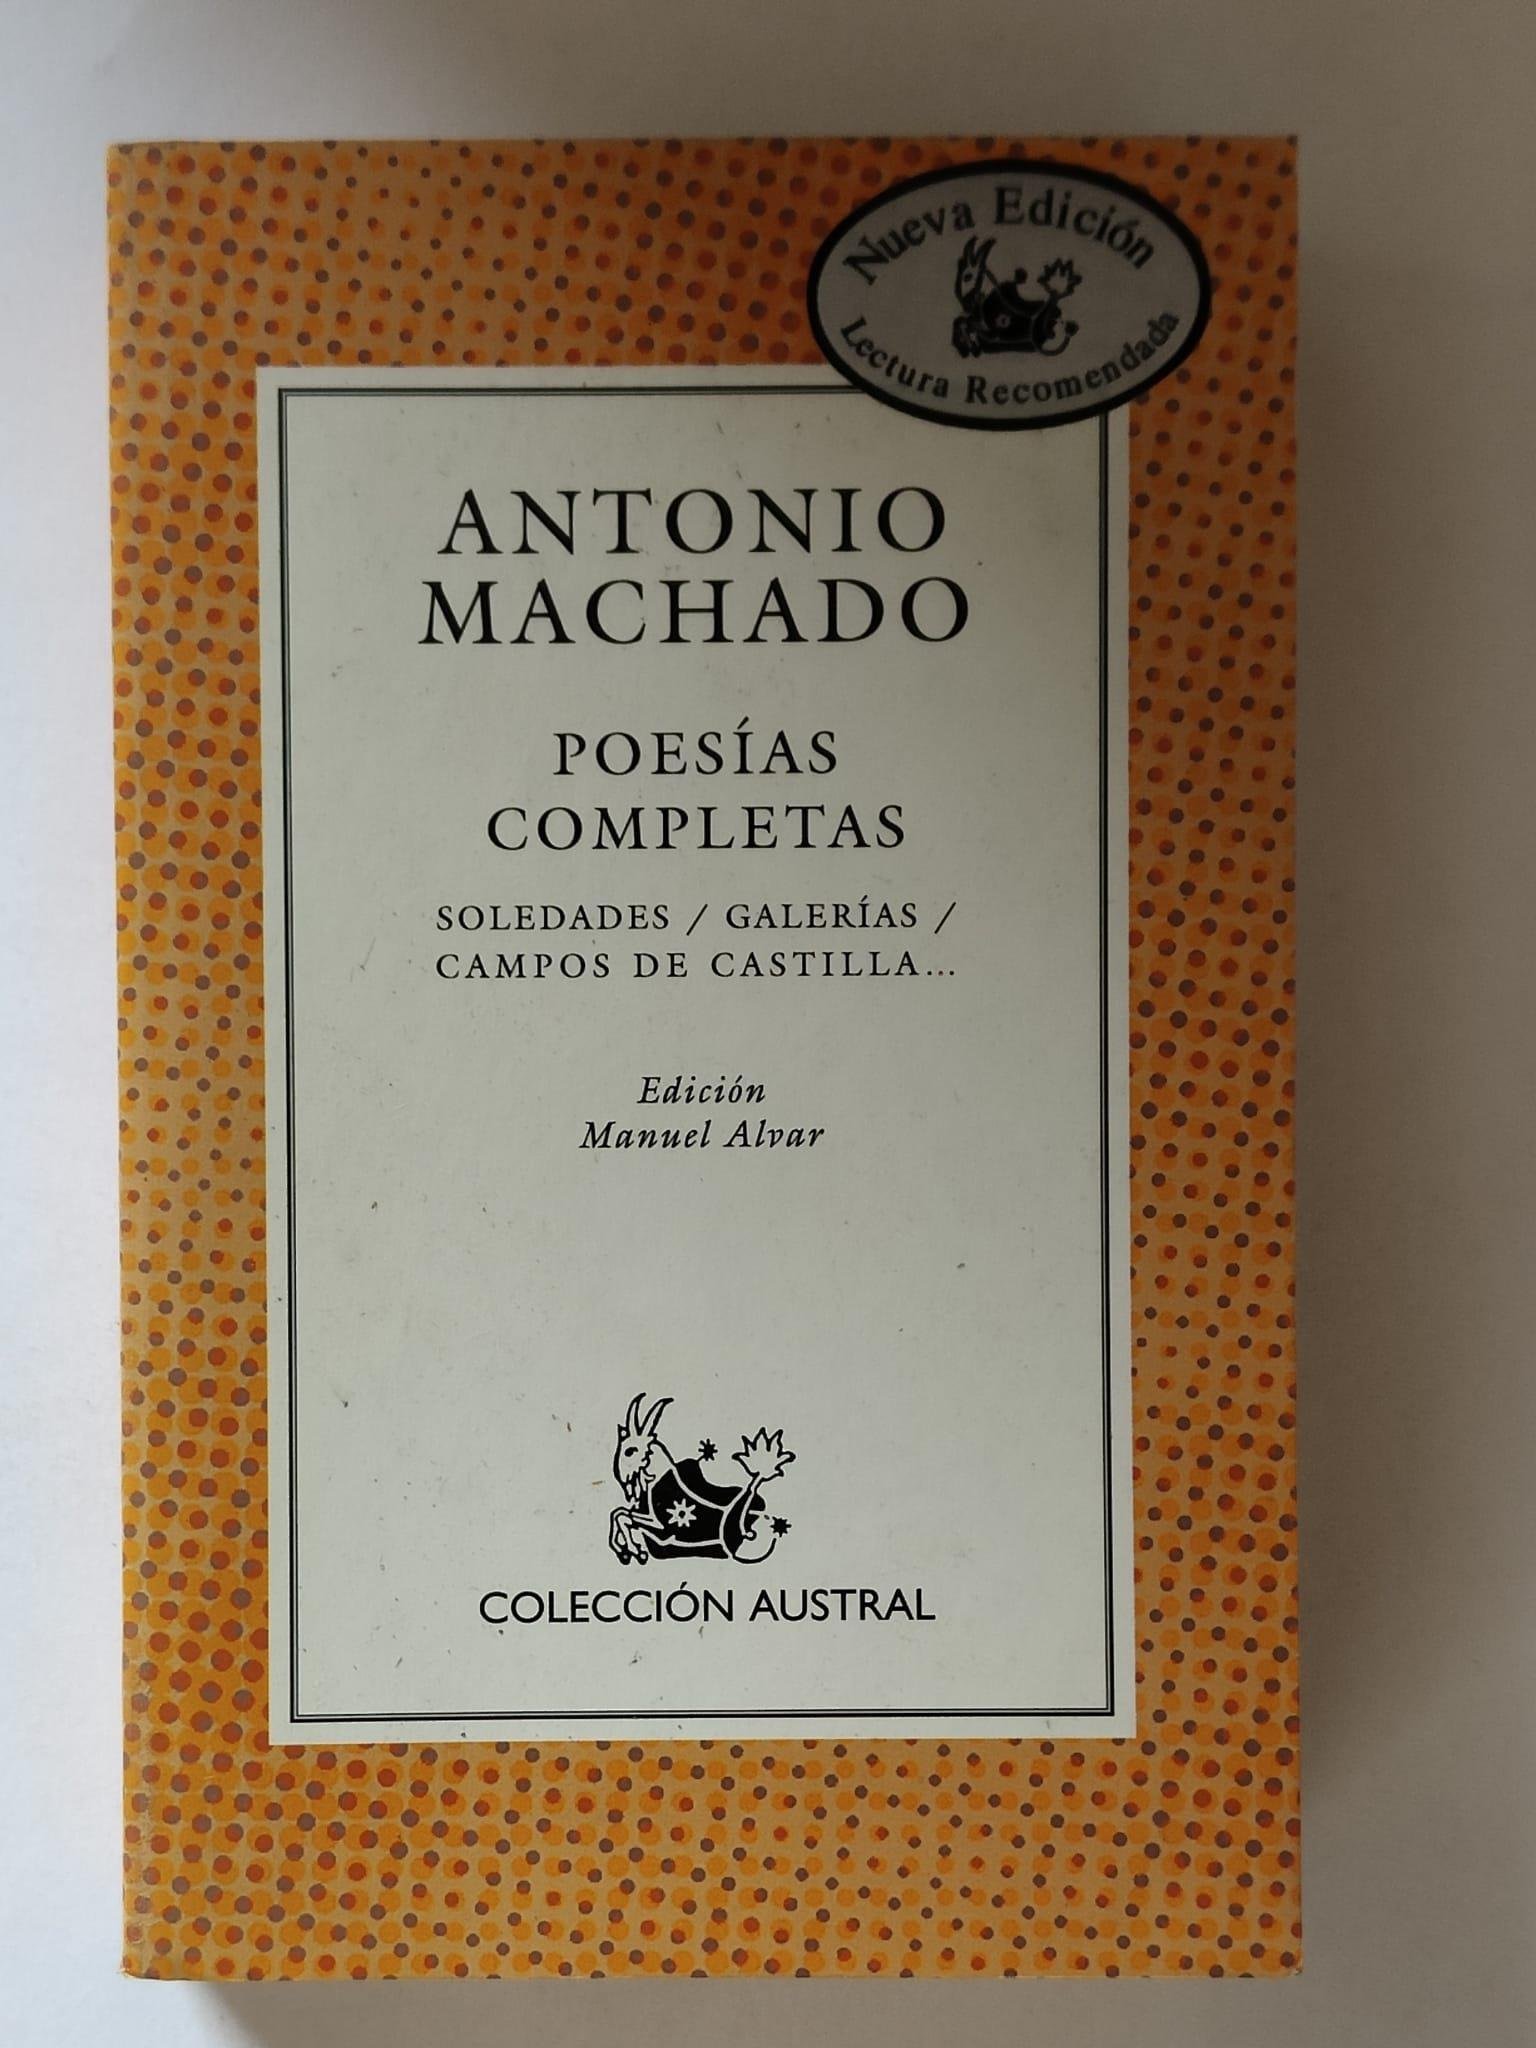 Nueva Edición
Lectura Recomendada
ANTONIO
MACHADO
POESÍAS
COMPLETAS
SOLEDADES / GALERÍAS /
CAMPOS DE CASTILLA...
Edición
Manuel Alvar
COLECCIÓN AUSTRAL